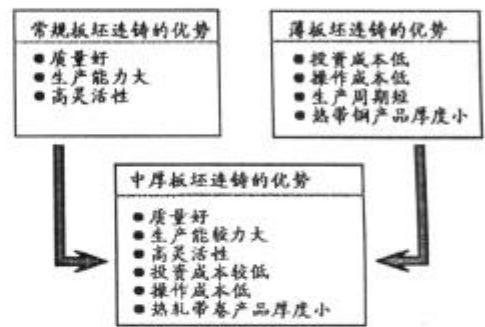 常规板坯连铸的优势
●质量好
●生产能力大
●高灵活性
薄板坯连铸的优势
●投资成本低
●操作成本低
●生产周期短
●热带钢产品厚度小
中厚板坯连铸的优势
●质量好
●生产能较力大
●高灵活性
●投资成本较低
●操作成本低
●热轧带卷产品厚度小